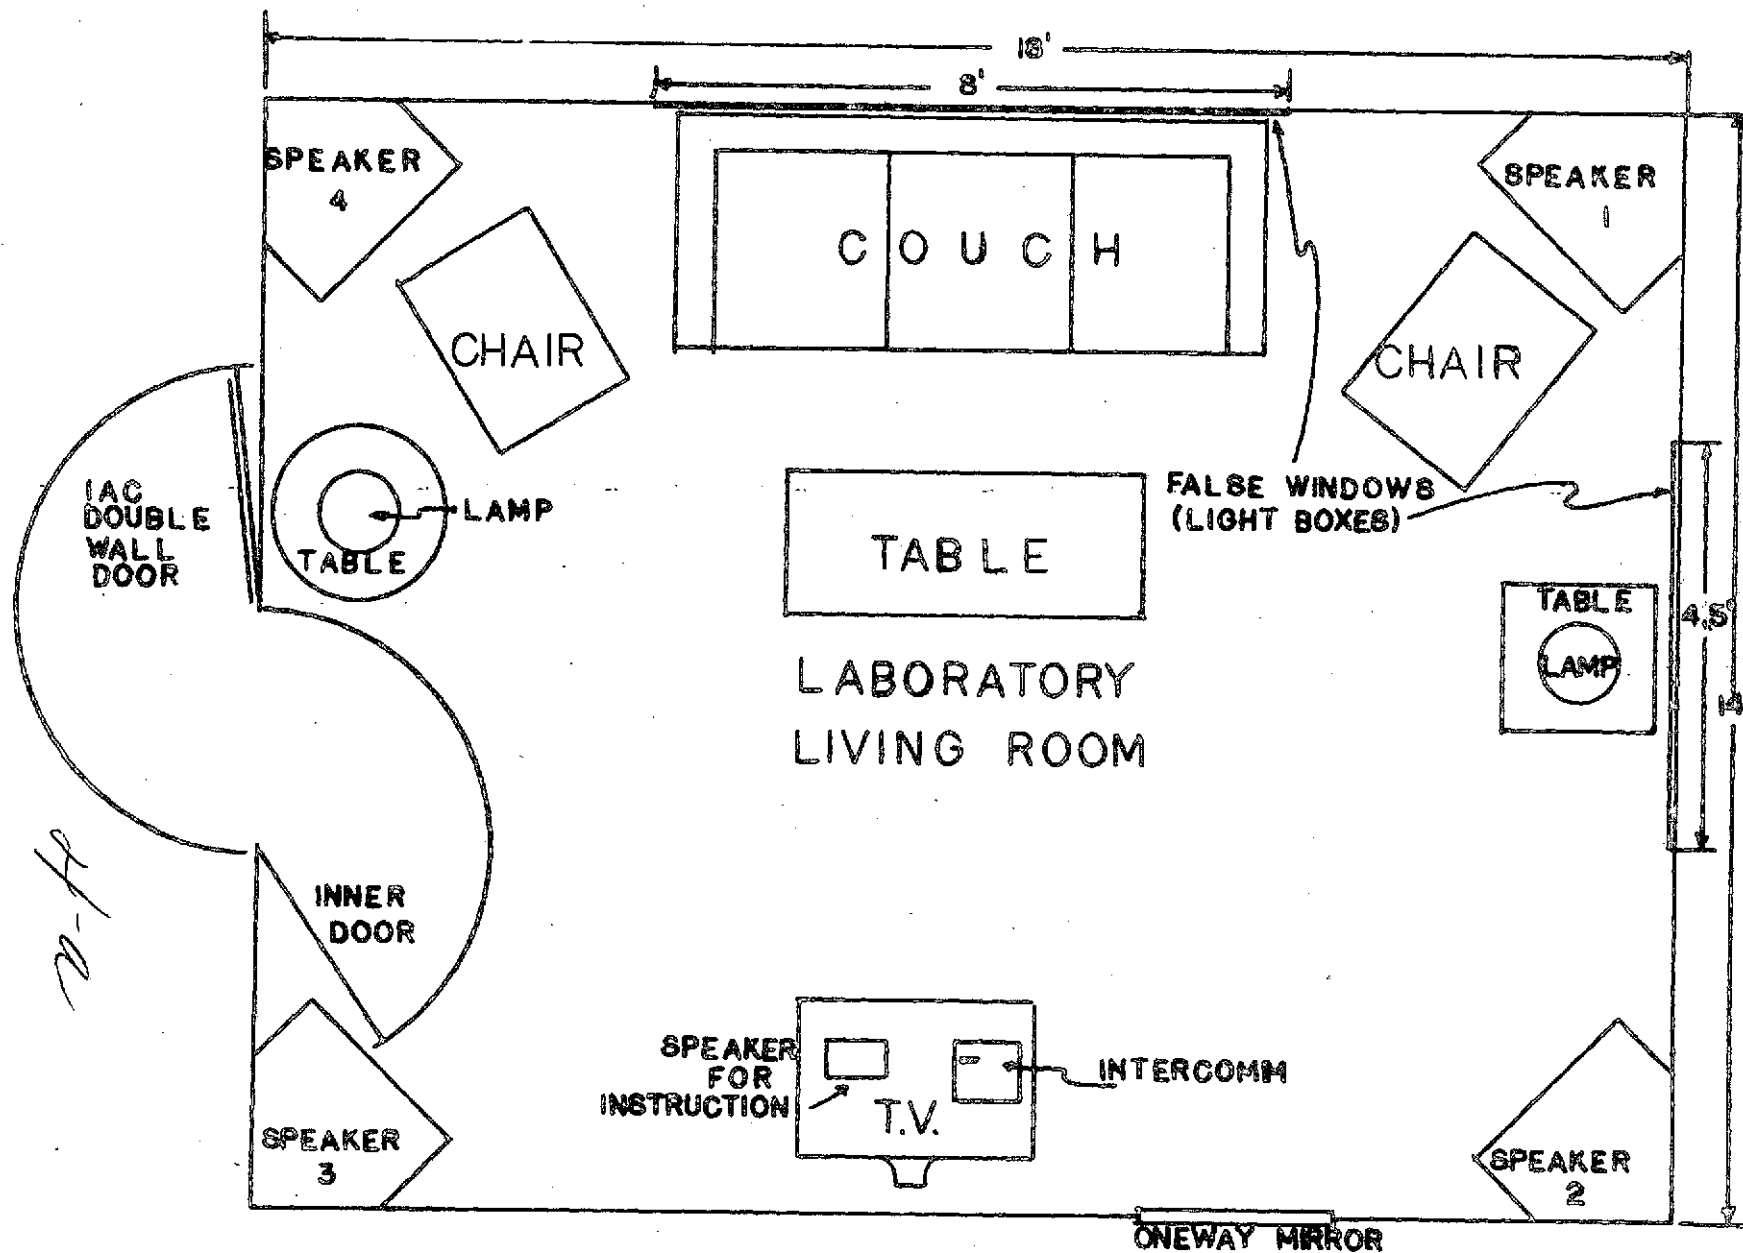 18'
8'
SPEAKER
4
SPEAKER
1
COUCH
CHAIR
CHAIR
IAC
DOUBLE
WALL
DOOR
LAMP
TABLE
TABLE
FALSE WINDOWS
(LIGHT BOXES)
TABLE
LAMP
4.5'
14
LABORATORY
LIVING ROOM
INNER
DOOR
SPEAKER
FOR
INSTRUCTION
INTERCOMM
T.V.
SPEAKER
3
SPEAKER
2
ONEWAY MIRROR